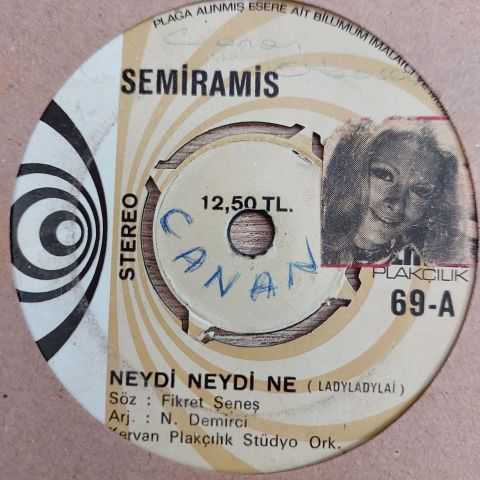 PLAĞA ALINMIŞ ESERE AİT BİLUMUM İMALATÇI
Canan
SEMİRAMİS
STEREO
12,50 TL.
CANAN
PLAKÇILIK
69-A
NEYDİ NEYDİ NE ( LADYLADYLAİ )
Söz : Fikret Şeneş
Arj. : N. Demirci
Kervan Plakçılık Stüdyo Ork.